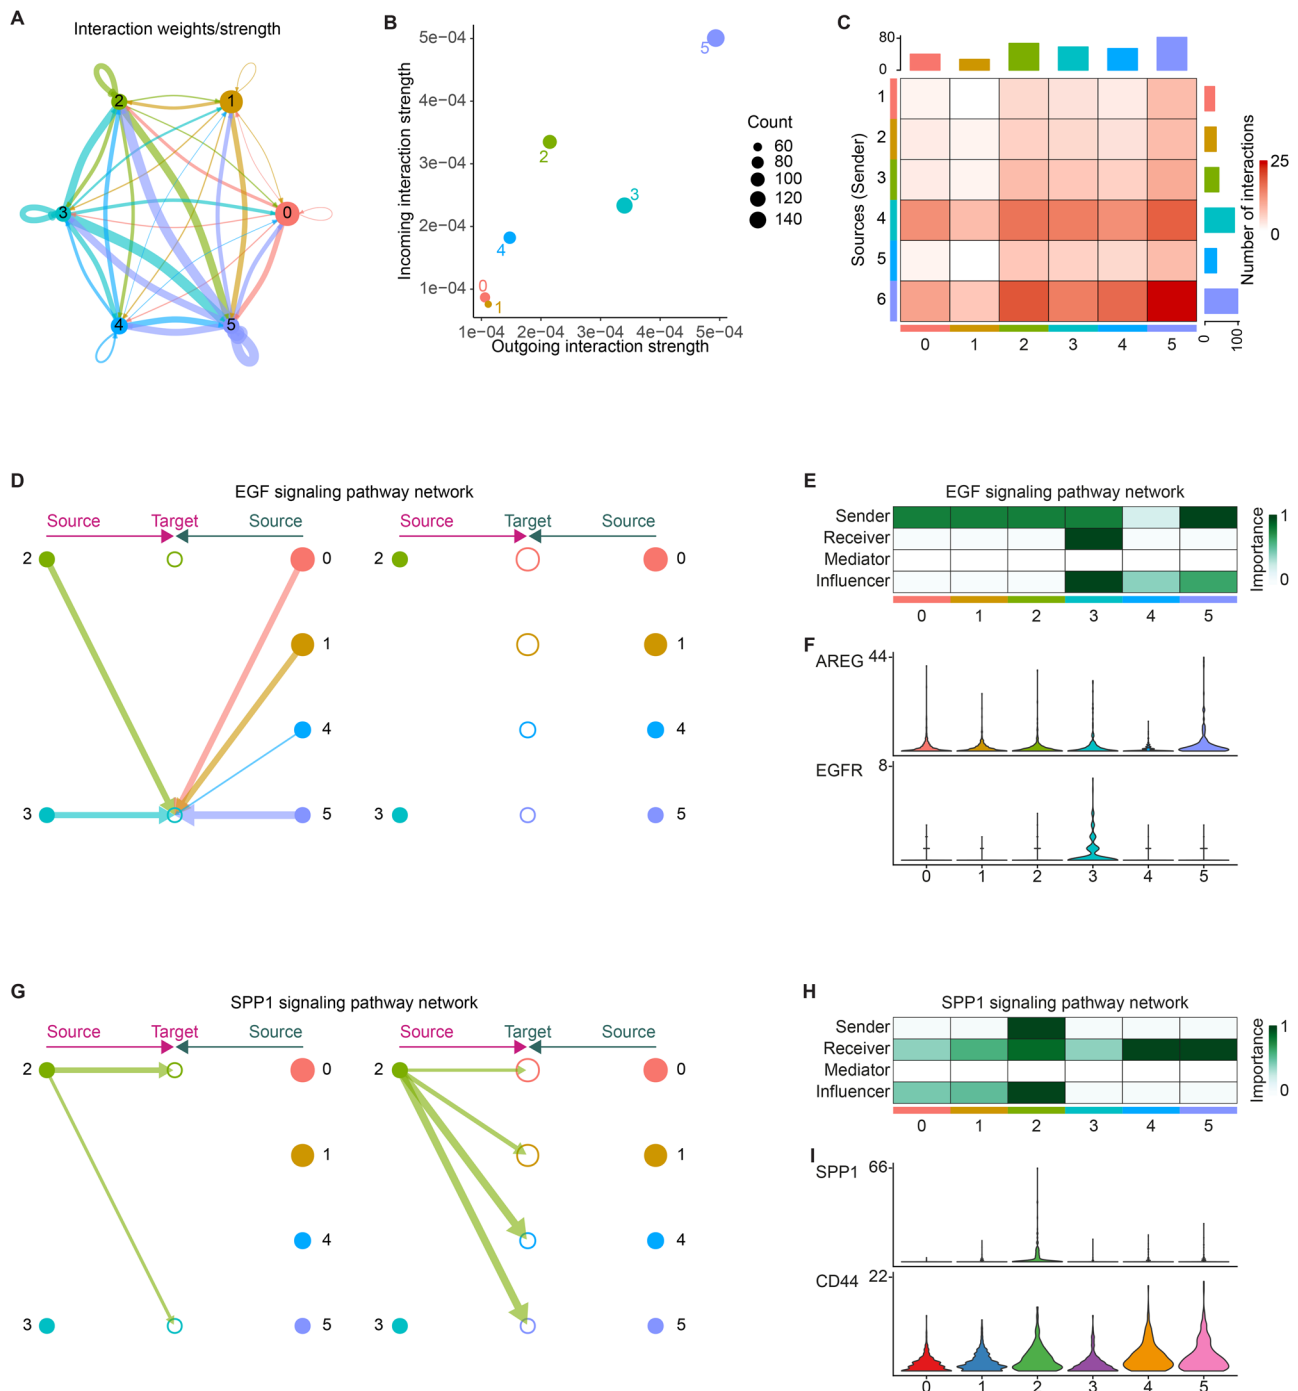 A
Interaction weights/strength
2
1
3
0
4
5
B
Incoming interaction strength
5e−04
4e−04
3e−04
2e−04
1e−04
5
2
3
4
0
1
1e−04 2e−04 3e−04 4e−04 5e−04
Outgoing interaction strength
Count
60
80
100
120
140
C
80
0
Sources (Sender)
1
2
3
4
5
6
0 1 2 3 4 5
0
100
Number of interactions
25
0
D
EGF signaling pathway network
Source Target Source Source Target Source
2 0 2 0
1 1
4 4
3 5 3 5
E
EGF signaling pathway network
Sender
Receiver
Mediator
Influencer
0 1 2 3 4 5
Importance
1
0
F
AREG 44
EGFR 8
0 1 2 3 4 5
G
SPP1 signaling pathway network
Source Target Source Source Target Source
2 0 2 0
1 1
4 4
3 5 3 5
H
SPP1 signaling pathway network
Sender
Receiver
Mediator
Influencer
0 1 2 3 4 5
Importance
1
0
I
SPP1 66
CD44 22
0 1 2 3 4 5